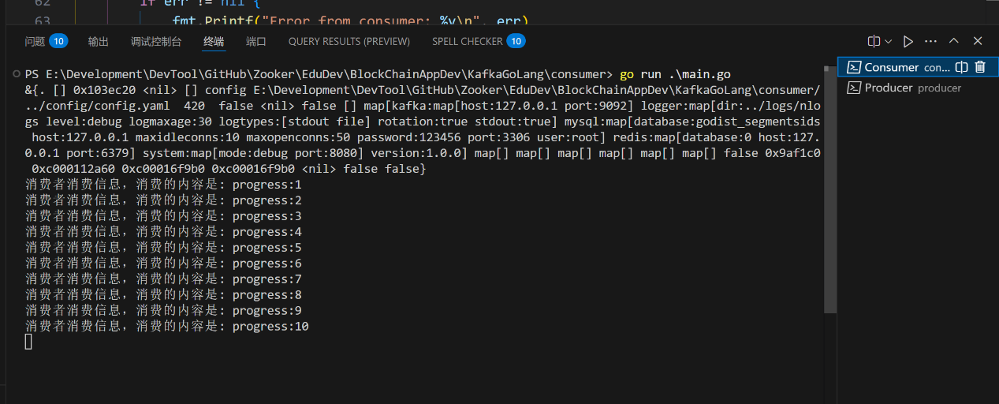 62 if err != nil {
63 fmt.Printf("Error from consumer: %v\n", err)
问题 10 输出 调试控制台 终端 端口 QUERY RESULTS (PREVIEW) SPELL CHECKER 10
PS E:\Development\DevTool\GitHub\Zooker\EduDev\BlockChainAppDev\KafkaGoLang\consumer> go run .\main.go
&{. [] 0x103ec20 <nil> [] config E:\Development\DevTool\GitHub\Zooker\EduDev\BlockChainAppDev\KafkaGoLang\consumer/
../config/config.yaml  420  false <nil> false [] map[kafka:map[host:127.0.0.1 port:9092] logger:map[dir:../logs/nlo
gs level:debug logmaxage:30 logtypes:[stdout file] rotation:true stdout:true] mysql:map[database:godist_segmentsids
 host:127.0.0.1 maxidleconns:10 maxopenconns:50 password:123456 port:3306 user:root] redis:map[database:0 host:127.
0.0.1 port:6379] system:map[mode:debug port:8080] version:1.0.0] map[] map[] map[] map[] map[] map[] false 0x9af1c0
 0xc000112a60 0xc00016f9b0 0xc00016f9b0 <nil> false false}
消费者消费信息，消费的内容是: progress:1
消费者消费信息，消费的内容是: progress:2
消费者消费信息，消费的内容是: progress:3
消费者消费信息，消费的内容是: progress:4
消费者消费信息，消费的内容是: progress:5
消费者消费信息，消费的内容是: progress:6
消费者消费信息，消费的内容是: progress:7
消费者消费信息，消费的内容是: progress:8
消费者消费信息，消费的内容是: progress:9
消费者消费信息，消费的内容是: progress:10
Consumer con...
Producer producer